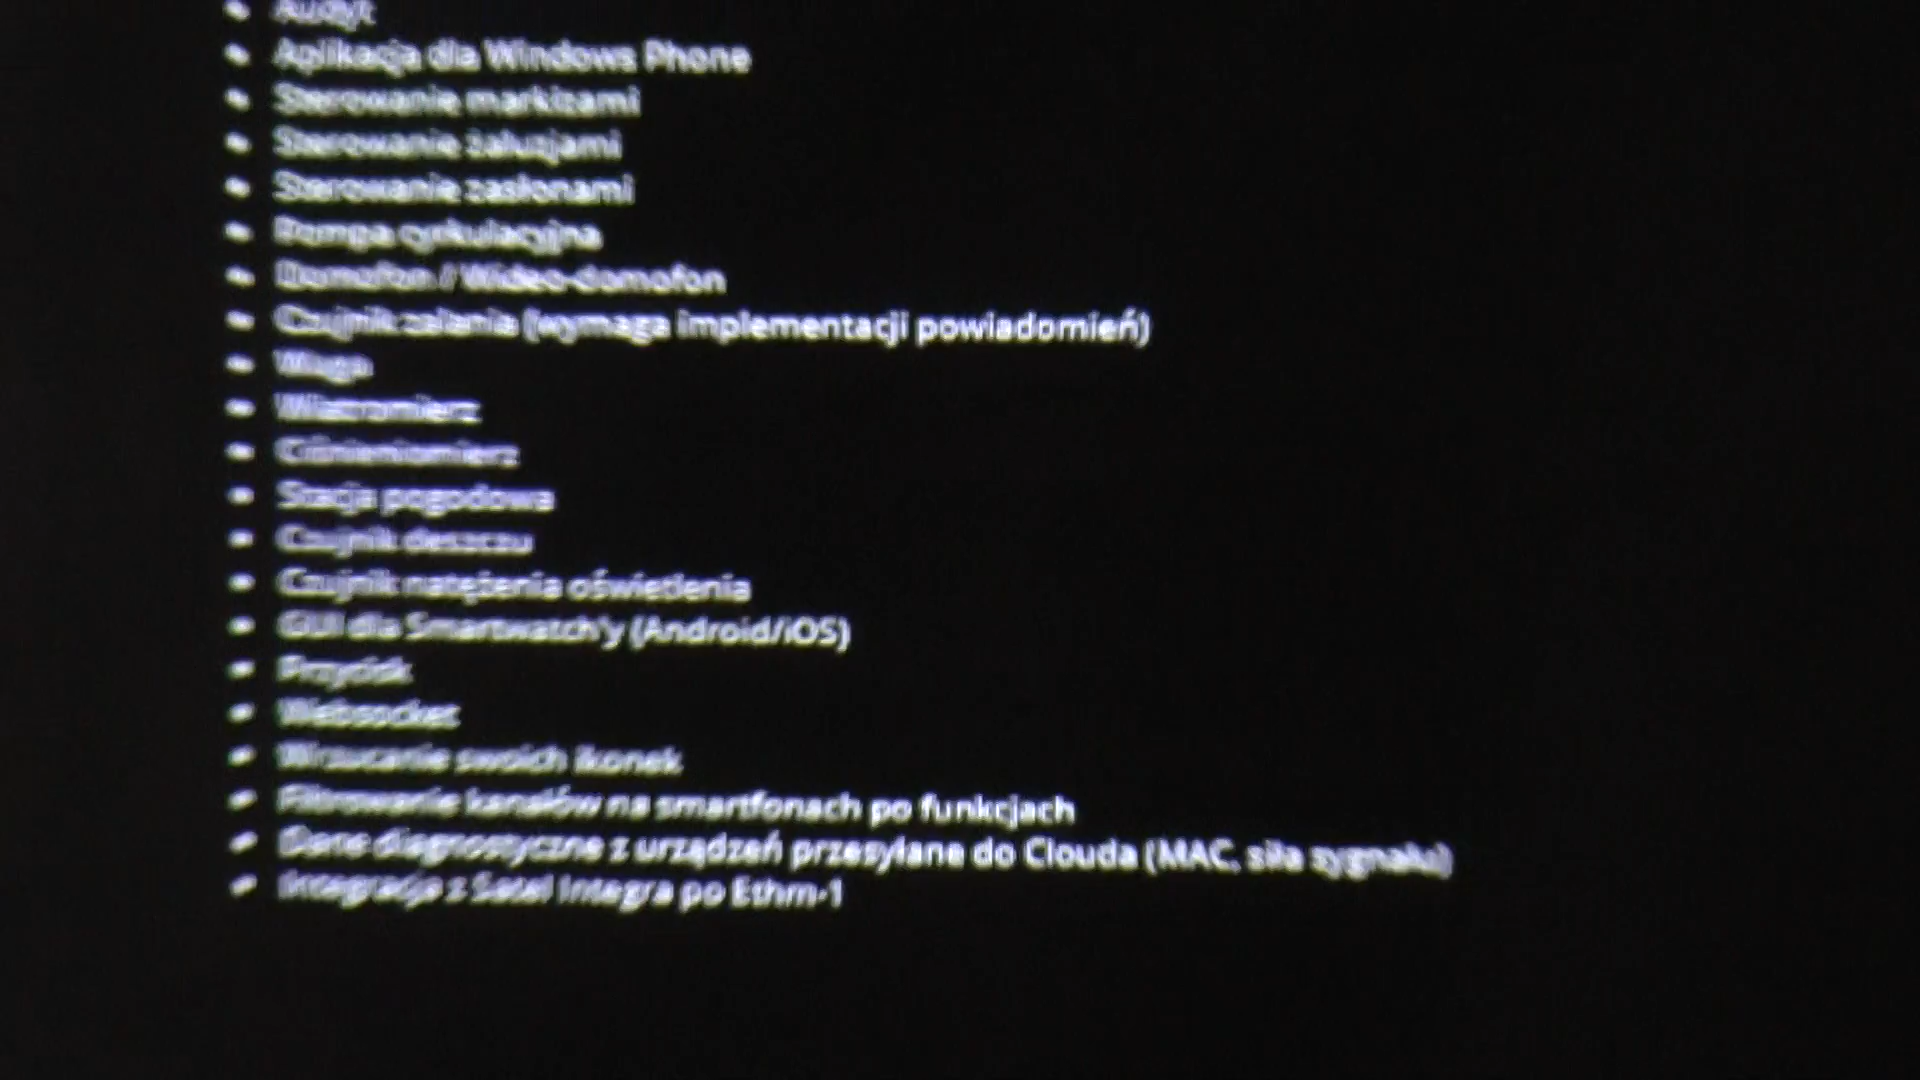 Audyt
Aplikacja dla Windows Phone
Sterowanie markizami
Sterowanie żaluzjami
Sterowanie zasłonami
Pompa cyrkulacyjna
Domofon / Wideo-domofon
Czujnik zalania (wymaga implementacji powiadomień)
Waga
Wiatromierz
Ciśnieniomierz
Stacja pogodowa
Czujnik deszczu
Czujnik natężenia oświetlenia
GUI dla Smartwatch'y (Android/iOS)
Przycisk
Websocket
Wrzucanie swoich ikonek
Filtrowanie kanałów na smartfonach po funkcjach
Dane diagnostyczne z urządzeń przesyłane do Clouda (MAC, siła sygnału)
Integracja z Satel Integra po Ethm-1